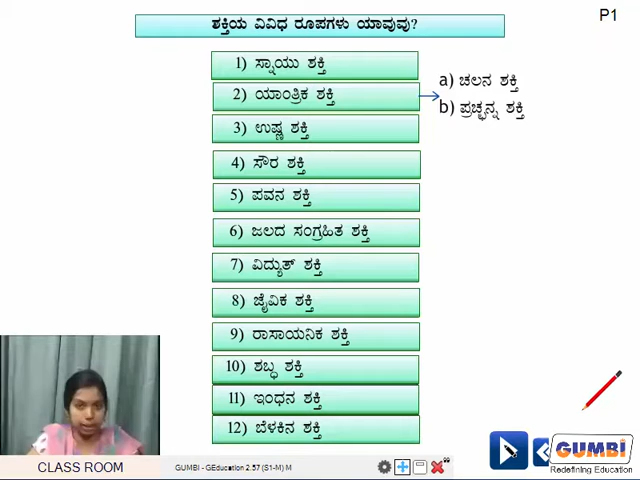 ಶಕ್ತಿಯ ವಿವಿಧ ರೂಪಗಳು ಯಾವುವು?
P1
1) ಸ್ನಾಯು ಶಕ್ತಿ
2) ಯಾಂತ್ರಿಕ ಶಕ್ತಿ
a) ಚಲನ ಶಕ್ತಿ
b) ಪ್ರಚ್ಛನ್ನ ಶಕ್ತಿ
3) ಉಷ್ಣ ಶಕ್ತಿ
4) ಸೌರ ಶಕ್ತಿ
5) ಪವನ ಶಕ್ತಿ
6) ಜಲದ ಸಂಗ್ರಹಿತ ಶಕ್ತಿ
7) ವಿದ್ಯುತ್ ಶಕ್ತಿ
8) ಜೈವಿಕ ಶಕ್ತಿ
9) ರಾಸಾಯನಿಕ ಶಕ್ತಿ
10) ಶಬ್ಧ ಶಕ್ತಿ
11) ಇಂಧನ ಶಕ್ತಿ
12) ಬೆಳಕಿನ ಶಕ್ತಿ
CLASS ROOM
GUMBI - GEducation 2.57 (S1-M) M
GUMBI
Redefining Education